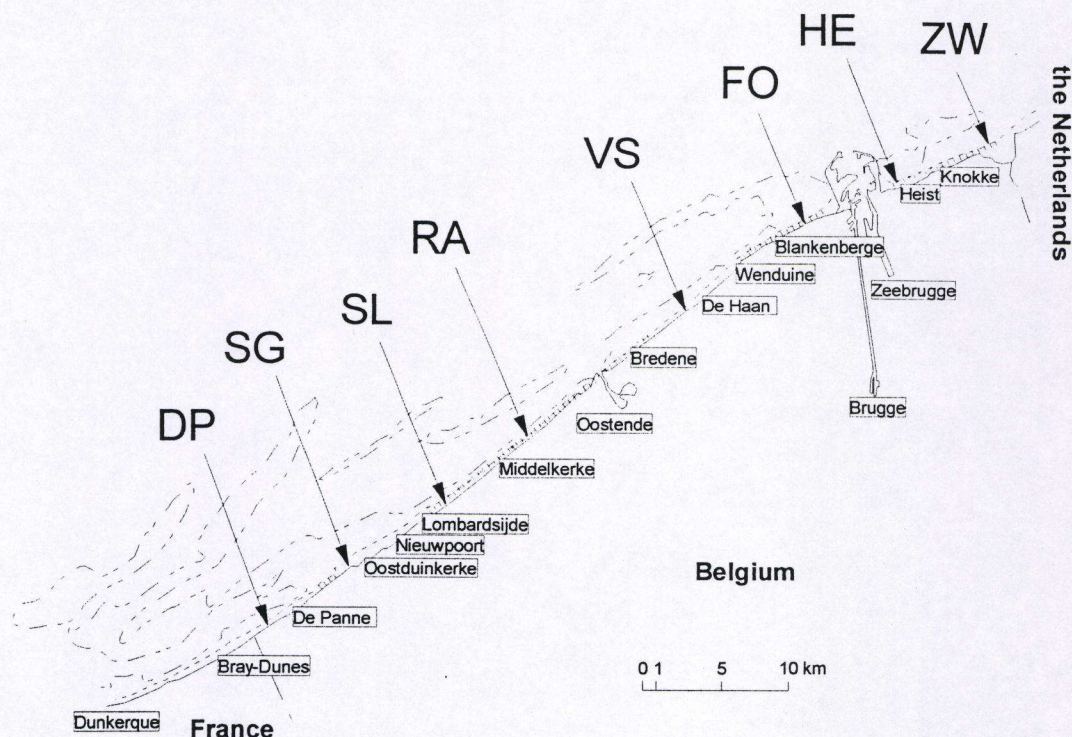 HE
ZW
FO
the Netherlands
VS
Knokke
Heist
RA
Blankenberge
Wenduine
Zeebrugge
De Haan
SL
SG
Bredene
Brugge
DP
Oostende
Middelkerke
Lombardsijde
Nieuwpoort
Oostduinkerke
Belgium
De Panne
Bray-Dunes
0 1 5 10 km
Dunkerque
France